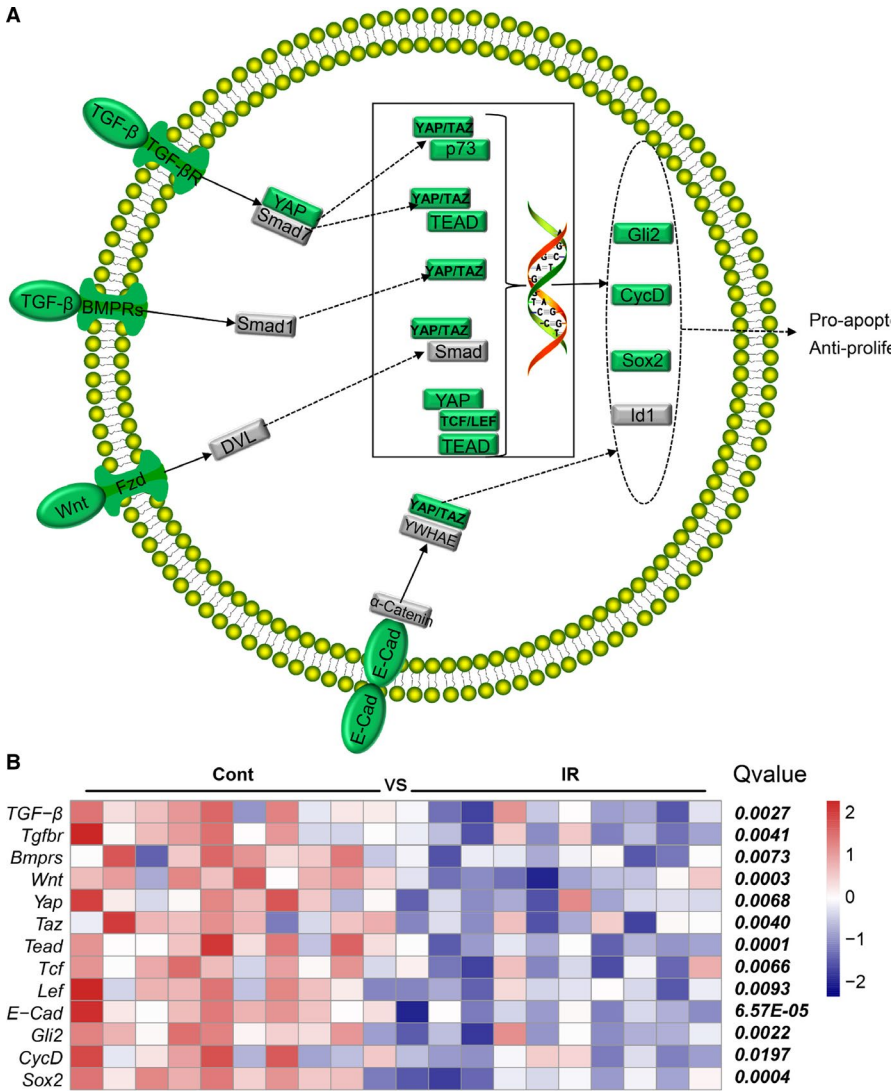 A
TGF-β
TGF-βR
YAP
Smad7
YAP/TAZ
p73
YAP/TAZ
TEAD
TGF-β
BMPRs
Smad1
YAP/TAZ
YAP/TAZ
Smad
DVL
Fzd
Wnt
YAP
TCF/LEF
TEAD
Gli2
CycD
Sox2
Id1
Pro-apopt
Anti-prolife
YAP/TAZ
YWHAE
α-Catenin
E-Cad
E-Cad
B
Cont VS IR Qvalue
TGF−β 0.0027
Tgfbr 0.0041
Bmprs 0.0073
Wnt 0.0003
Yap 0.0068
Taz 0.0040
Tead 0.0001
Tcf 0.0066
Lef 0.0093
E−Cad 6.57E-05
Gli2 0.0022
CycD 0.0197
Sox2 0.0004
2
1
0
−1
−2